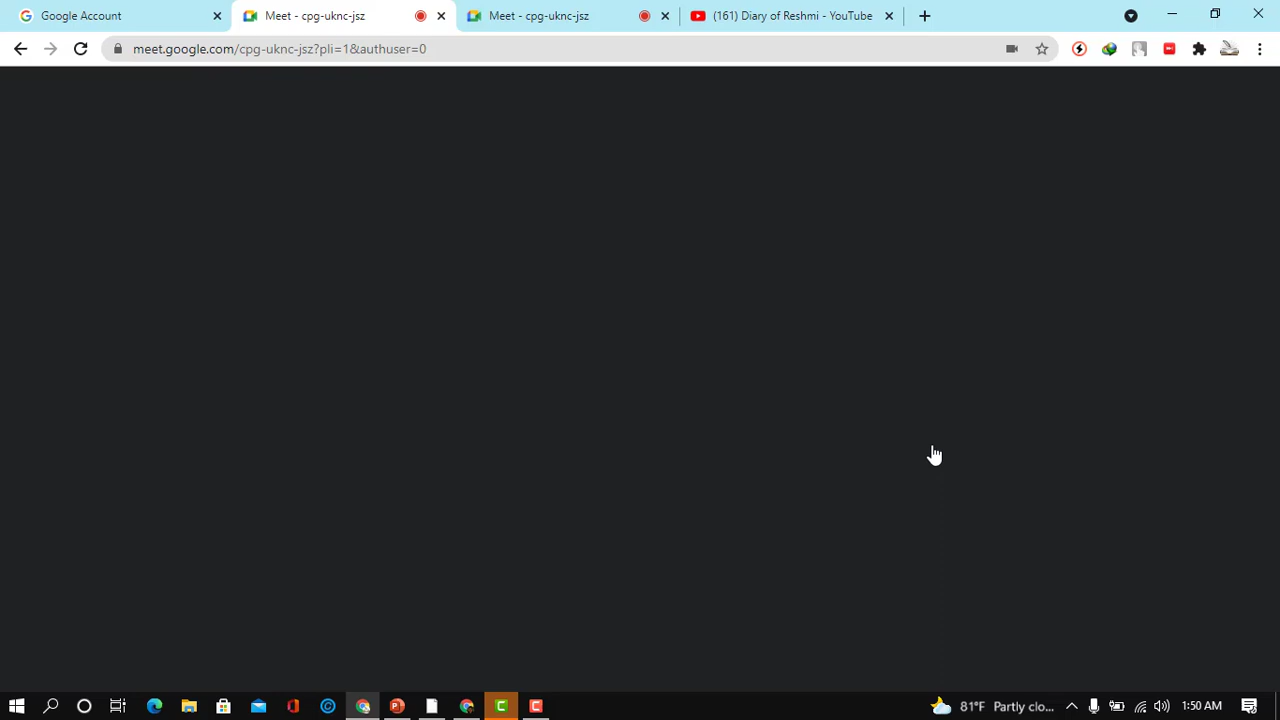 Google Account
Meet - cpg-uknc-jsz
Meet - cpg-uknc-jsz
(161) Diary of Reshmi - YouTube
meet.google.com/cpg-uknc-jsz?pli=1&authuser=0
81°F Partly clo...
1:50 AM